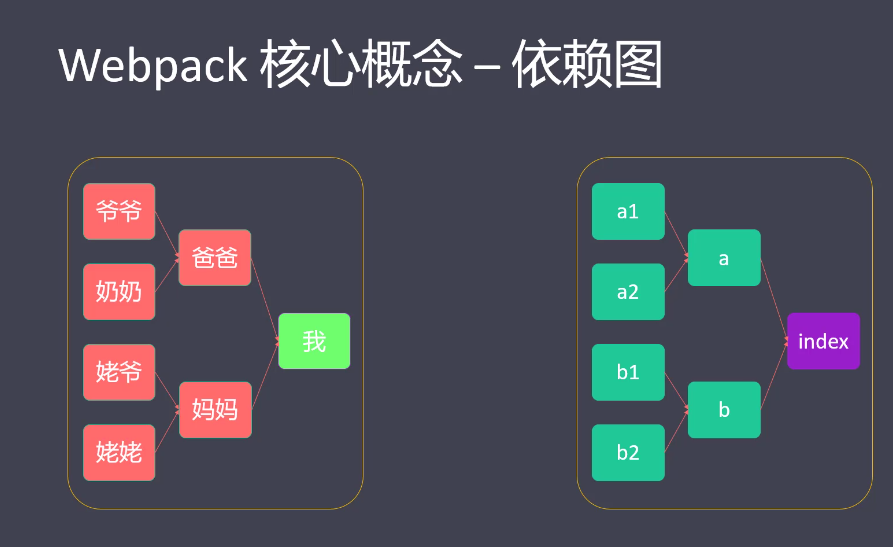 Webpack 核心概念 – 依赖图
爷爷
奶奶
爸爸
姥爷
姥姥
妈妈
我
a1
a2
a
b1
b2
b
index